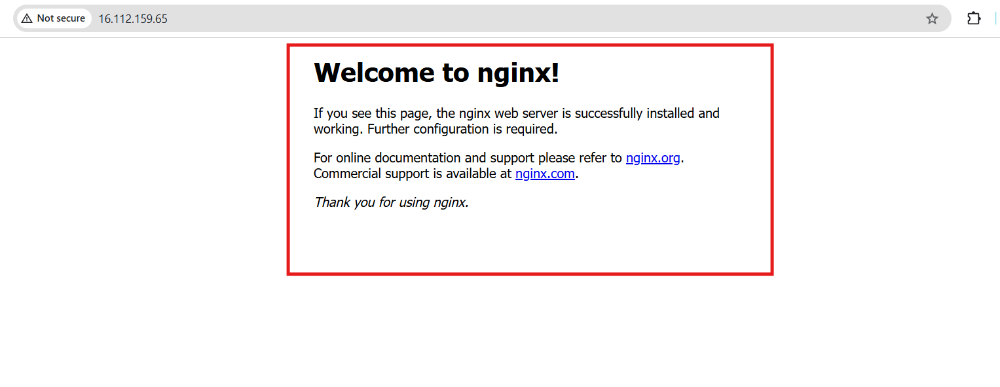 Not secure 16.112.159.65
Welcome to nginx!
If you see this page, the nginx web server is successfully installed and
working. Further configuration is required.
For online documentation and support please refer to nginx.org.
Commercial support is available at nginx.com.
Thank you for using nginx.